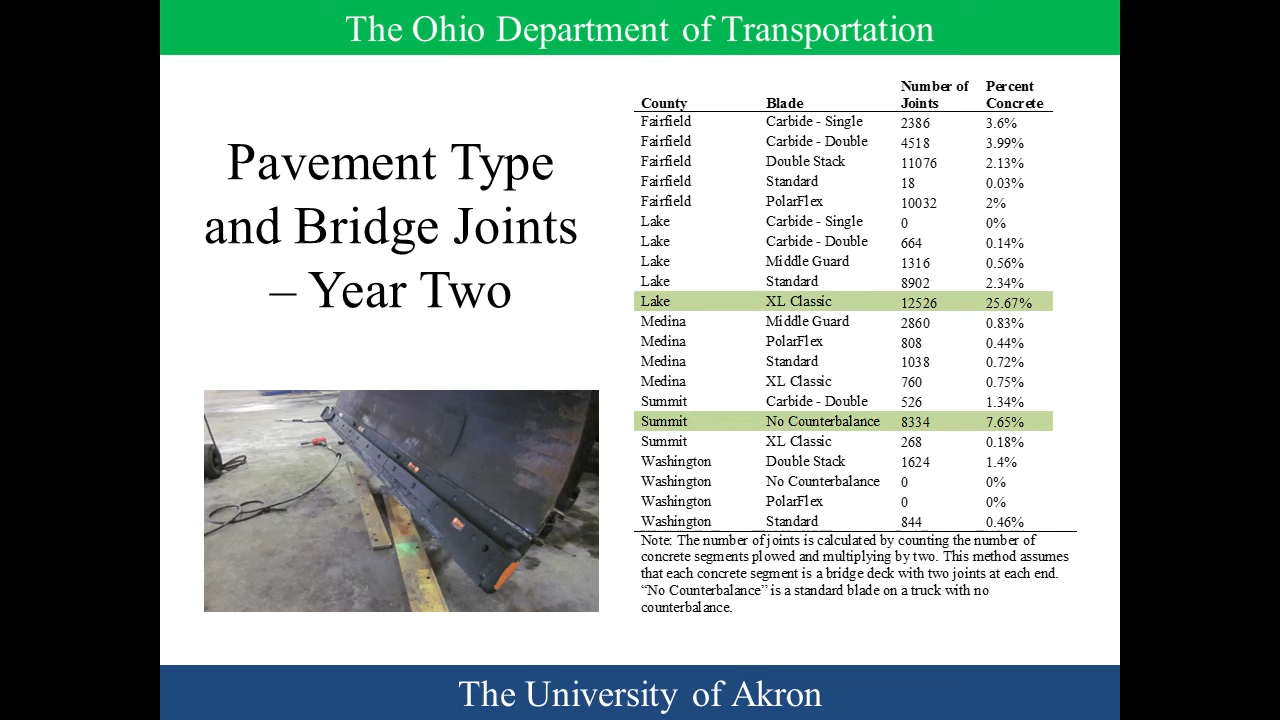 The Ohio Department of Transportation
Pavement Type
and Bridge Joints
– Year Two
County Blade Number of Joints Percent Concrete
Fairfield Carbide - Single 2386 3.6%
Fairfield Carbide - Double 4518 3.99%
Fairfield Double Stack 11076 2.13%
Fairfield Standard 18 0.03%
Fairfield PolarFlex 10032 2%
Lake Carbide - Single 0 0%
Lake Carbide - Double 664 0.14%
Lake Middle Guard 1316 0.56%
Lake Standard 8902 2.34%
Lake XL Classic 12526 25.67%
Medina Middle Guard 2860 0.83%
Medina PolarFlex 808 0.44%
Medina Standard 1038 0.72%
Medina XL Classic 760 0.75%
Summit Carbide - Double 526 1.34%
Summit No Counterbalance 8334 7.65%
Summit XL Classic 268 0.18%
Washington Double Stack 1624 1.4%
Washington No Counterbalance 0 0%
Washington PolarFlex 0 0%
Washington Standard 844 0.46%
Note: The number of joints is calculated by counting the number of
concrete segments plowed and multiplying by two. This method assumes
that each concrete segment is a bridge deck with two joints at each end.
“No Counterbalance” is a standard blade on a truck with no
counterbalance.
The University of Akron